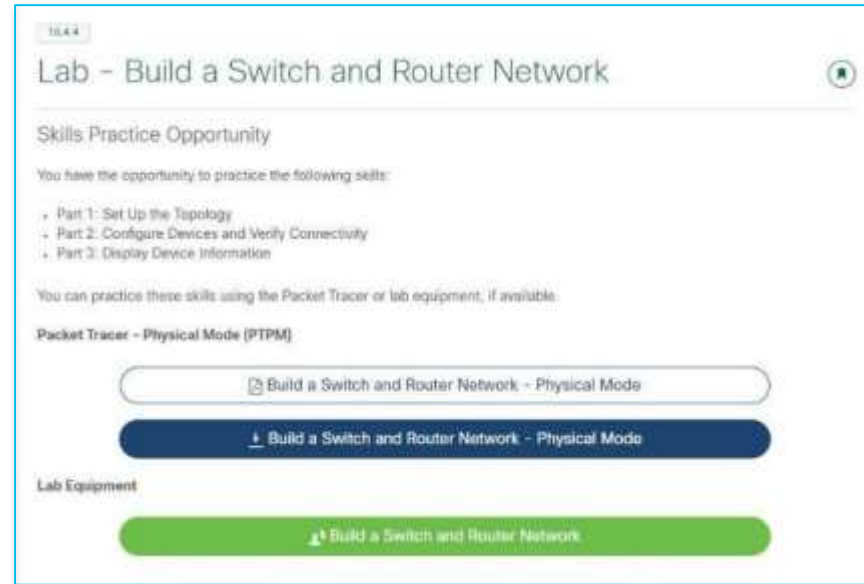 10.4.4
Lab - Build a Switch and Router Network
Skills Practice Opportunity
You have the opportunity to practice the following skills:
Part 1: Set Up the Topology
Part 2: Configure Devices and Verify Connectivity
Part 3: Display Device Information
You can practice these skills using the Packet Tracer or lab equipment, if available.
Packet Tracer - Physical Mode (PTPM)
Build a Switch and Router Network - Physical Mode
Build a Switch and Router Network - Physical Mode
Lab Equipment
Build a Switch and Router Network